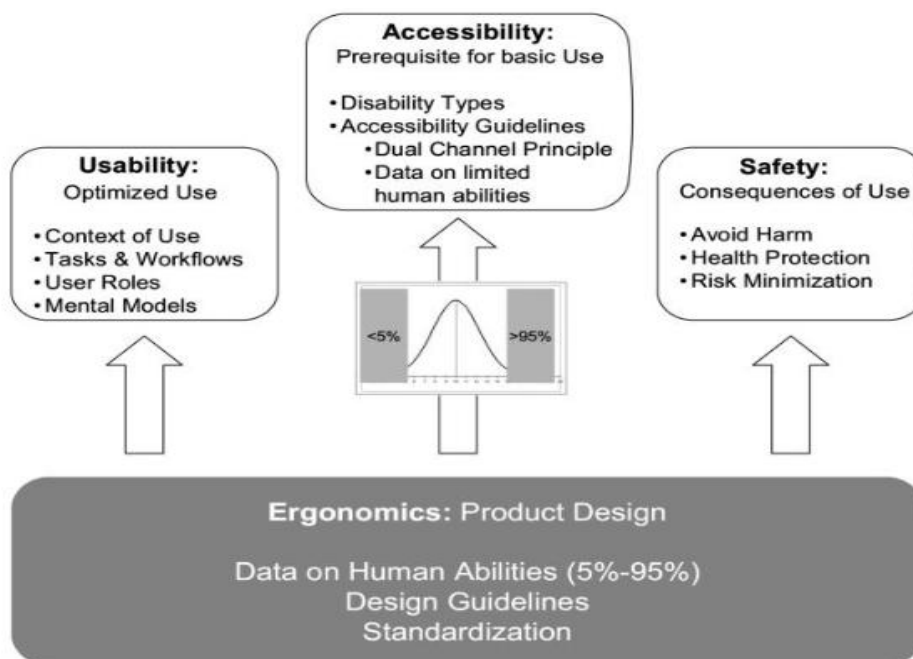 Accessibility:
Prerequisite for basic Use
• Disability Types
• Accessibility Guidelines
• Dual Channel Principle
• Data on limited
human abilities
Usability:
Optimized Use
• Context of Use
• Tasks & Workflows
• User Roles
• Mental Models
Safety:
Consequences of Use
• Avoid Harm
• Health Protection
• Risk Minimization
<5%
>95%
Ergonomics: Product Design
Data on Human Abilities (5%-95%)
Design Guidelines
Standardization